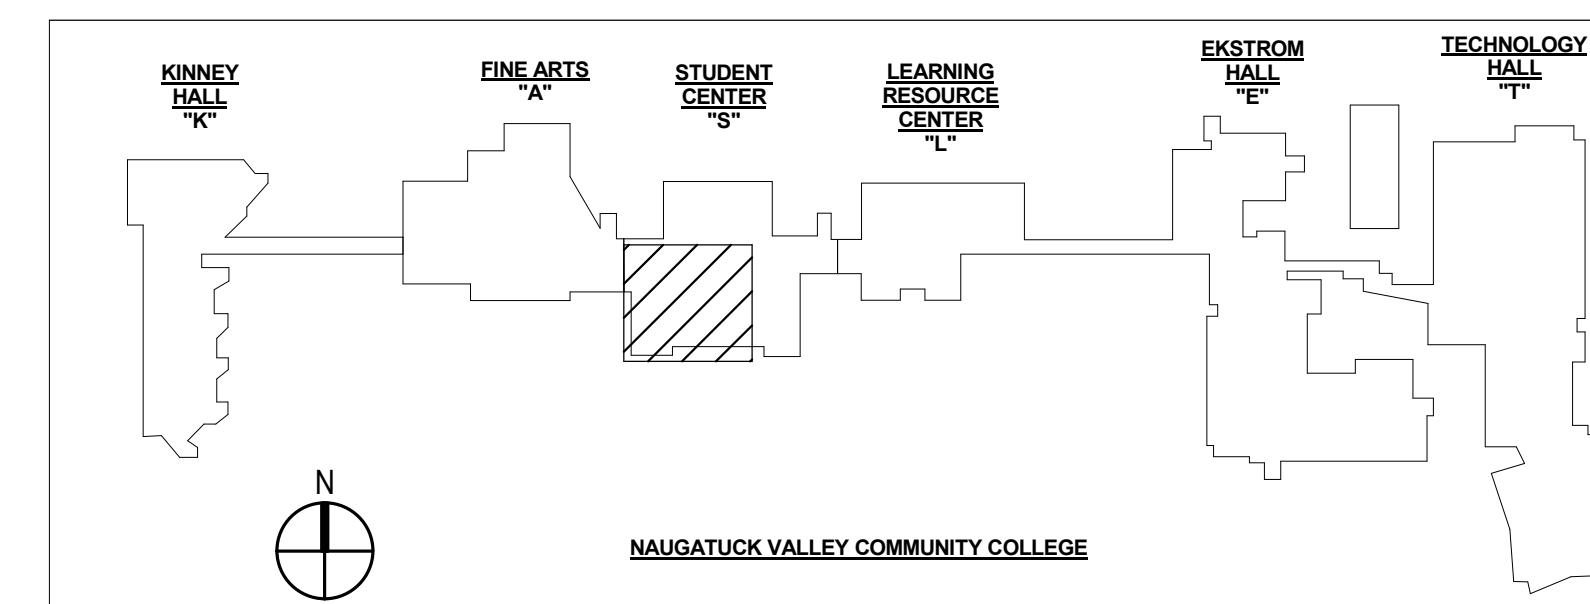 KINNEY
HALL
"K"
FINE ARTS
"A"
STUDENT
CENTER
"S"
LEARNING
RESOURCE
CENTER
"L"
EKSTROM
HALL
"E"
TECHNOLOGY
HALL
"T"
N
NAUGATUCK VALLEY COMMUNITY COLLEGE